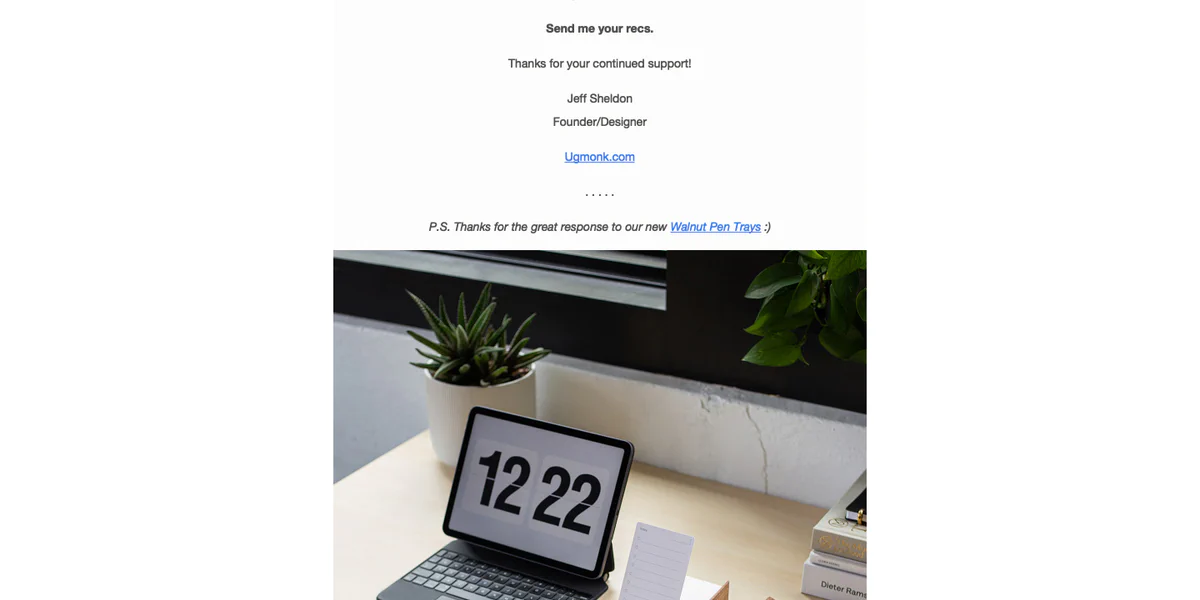 Send me your recs.
Thanks for your continued support!
Jeff Sheldon
Founder/Designer
Ugmonk.com
. . . . .
P.S. Thanks for the great response to our new Walnut Pen Trays :)
12 22
Dieter Rams